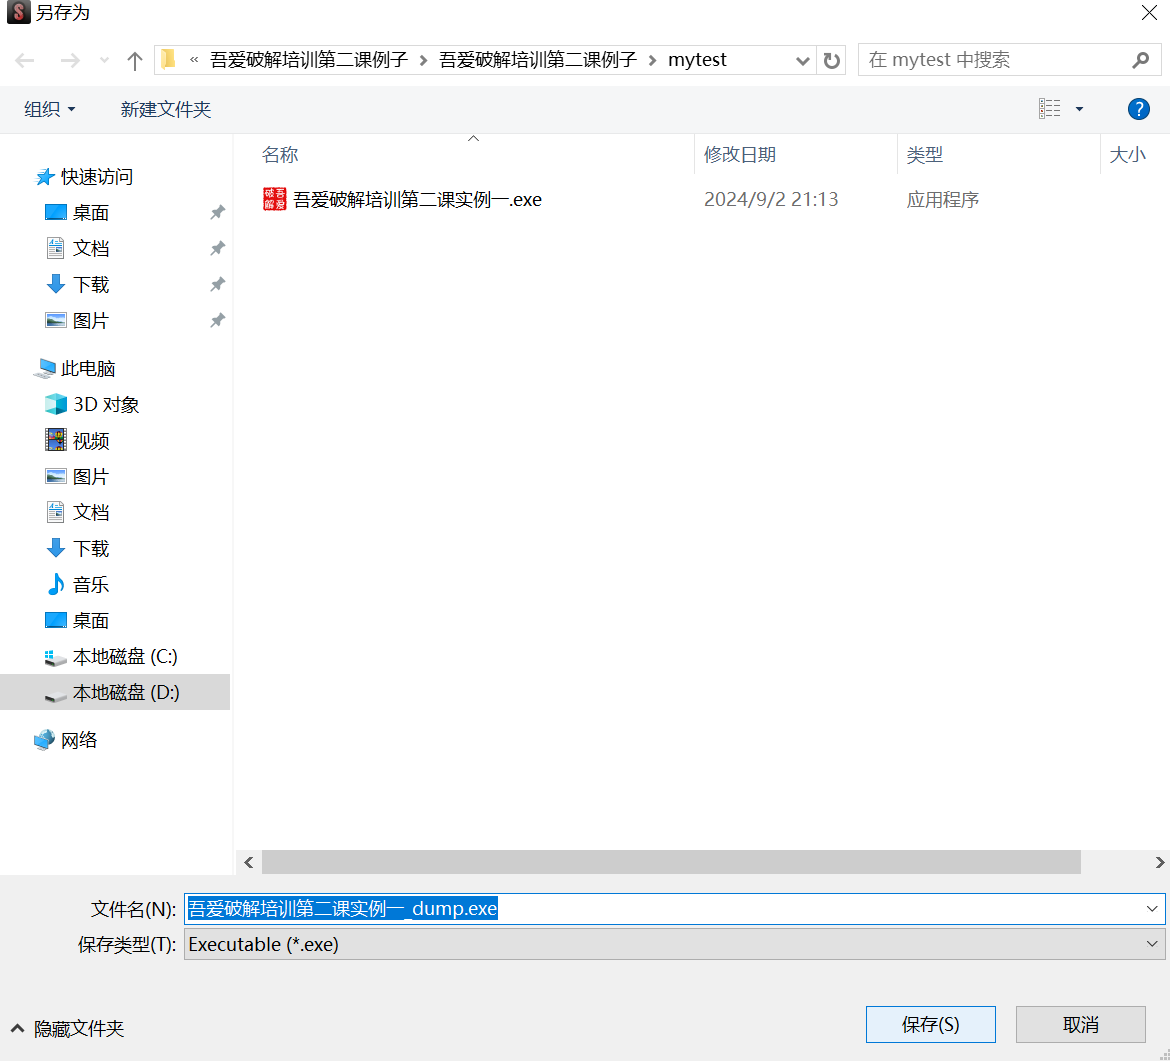 另存为
« 吾爱破解培训第二课例子 › 吾爱破解培训第二课例子 › mytest
在 mytest 中搜索
组织
新建文件夹
名称 修改日期 类型 大小
吾爱破解培训第二课实例一.exe 2024/9/2 21:13 应用程序
快速访问
桌面
文档
下载
图片
此电脑
3D 对象
视频
图片
文档
下载
音乐
桌面
本地磁盘 (C:)
本地磁盘 (D:)
网络
文件名(N): 吾爱破解培训第二课实例一_dump.exe
保存类型(T): Executable (*.exe)
隐藏文件夹
保存(S)
取消